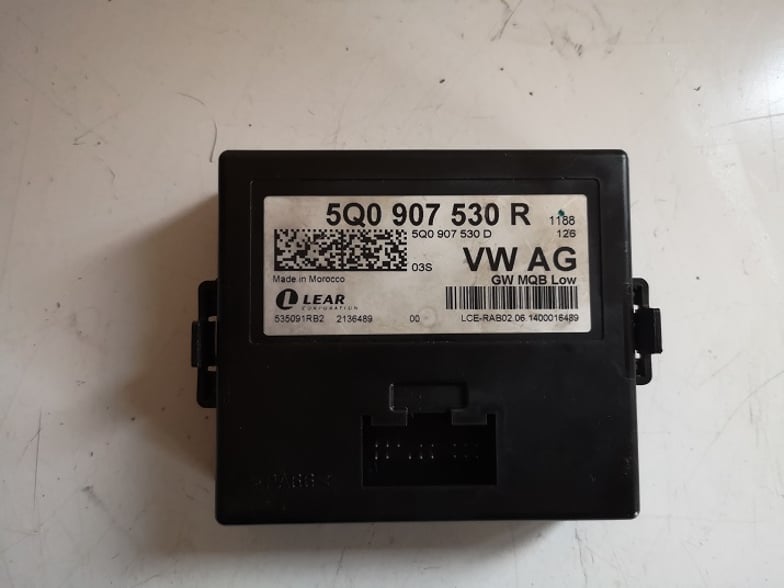 5Q0 907 530 R 1188
5Q0 907 530 D 126
03S VW AG
Made in Morocco GW MQB Low
LEAR
CORPORATION
535091RB2 2136489 00 LCE-RAB02.06.1400016489